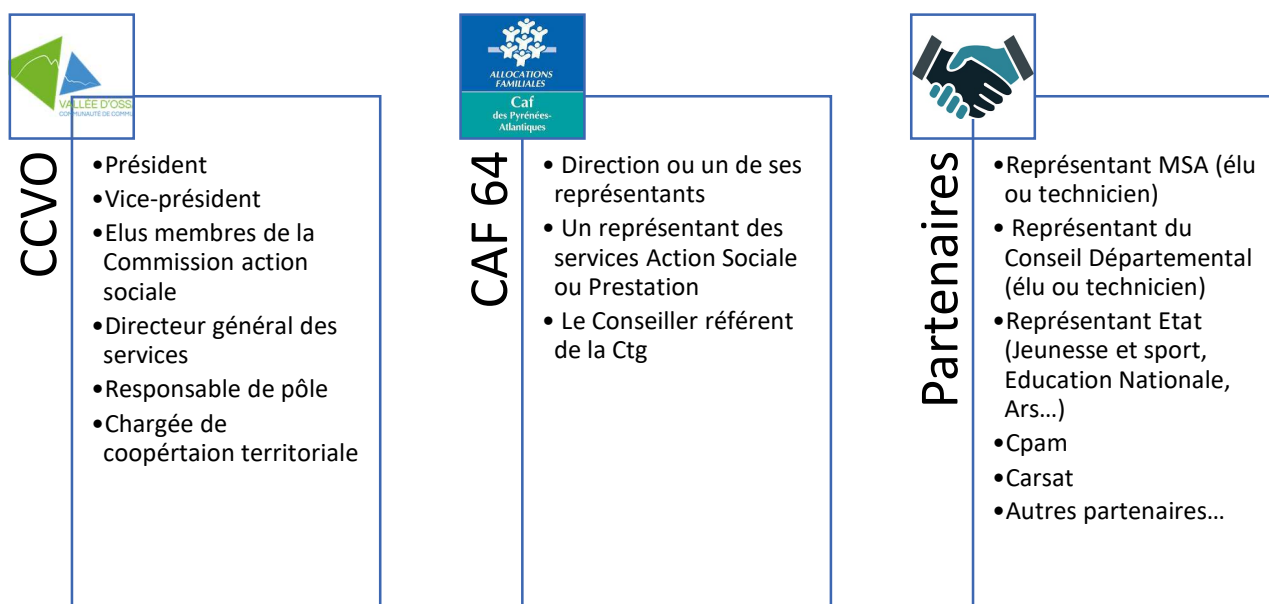 VALLÉE D'OSS
COMMUNAUTÉ DE COMMU
CCVO
•Président
•Vice-président
•Elus membres de la
Commission action
sociale
•Directeur général des
services
•Responsable de pôle
•Chargée de
coopértaion territoriale
ALLOCATIONS
FAMILIALES
Caf
des Pyrénées-
Atlantiques
CAF 64
• Direction ou un de ses
représentants
• Un représentant des
services Action Sociale
ou Prestation
• Le Conseiller référent
de la Ctg
Partenaires
•Représentant MSA (élu
ou technicien)
• Représentant du
Conseil Départemental
(élu ou technicien)
•Représentant Etat
(Jeunesse et sport,
Education Nationale,
Ars…)
•Cpam
•Carsat
•Autres partenaires…